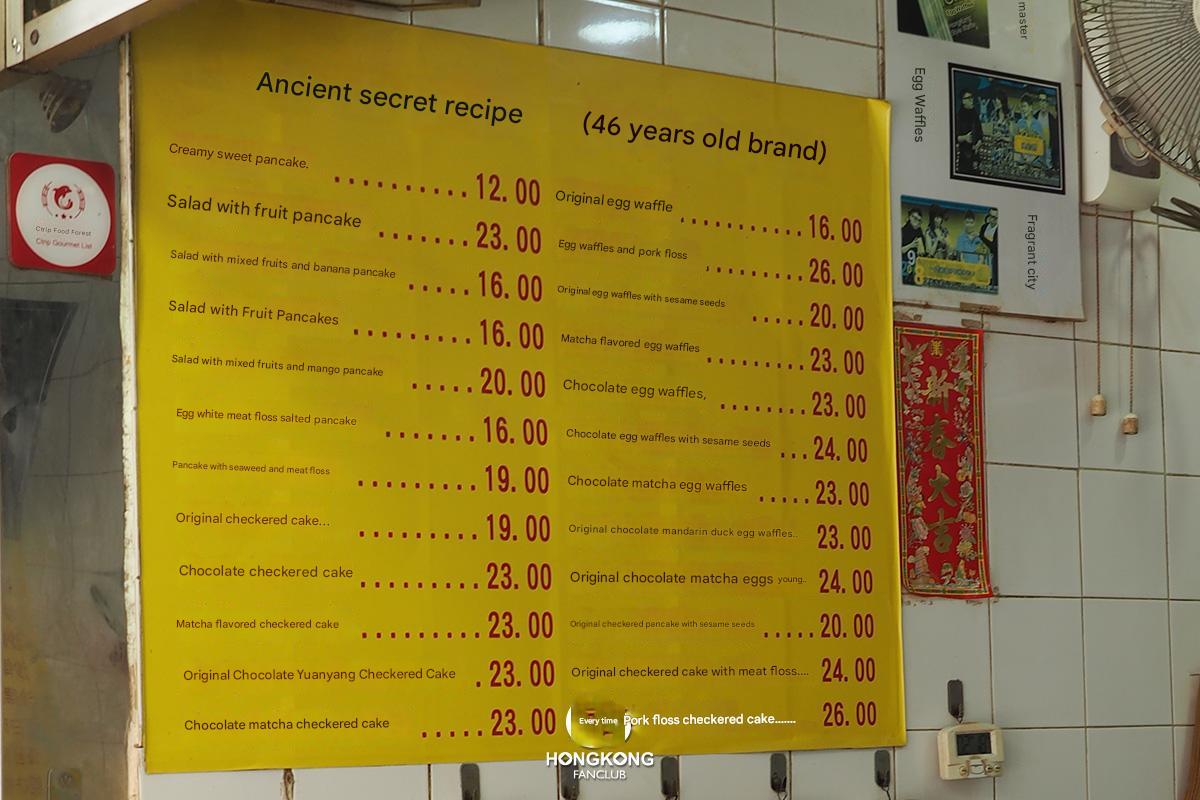 Ancient secret recipe (46 years old brand)
Creamy sweet pancake. ..........12.00
Salad with fruit pancake .......23.00
Salad with mixed fruits and banana pancake ......16.00
Salad with Fruit Pancakes ..........16.00
Salad with mixed fruits and mango pancake .....20.00
Egg white meat floss salted pancake ........16.00
Pancake with seaweed and meat floss ..........19.00
Original checkered cake... ..........19.00
Chocolate checkered cake ..........23.00
Matcha flavored checkered cake ..........23.00
Original Chocolate Yuanyang Checkered Cake .23.00
Chocolate matcha checkered cake .....23.00
Original egg waffle ..........16.00
Egg waffles and pork floss ........26.00
Original egg waffles with sesame seeds .....20.00
Matcha flavored egg waffles .........23.00
Chocolate egg waffles, ........23.00
Chocolate egg waffles with sesame seeds ...24.00
Chocolate matcha egg waffles .....23.00
Original chocolate mandarin duck egg waffles.. 23.00
Original chocolate matcha eggs young.. 24.00
Original checkered pancake with sesame seeds .....20.00
Original checkered cake with meat floss.... 24.00
Every time Pork floss checkered cake....... 26.00
HONGKONG
FANCLUB
Ctrip Food Forest
Ctrip Gourmet List
master
Egg Waffles
Fragrant city
新春大吉